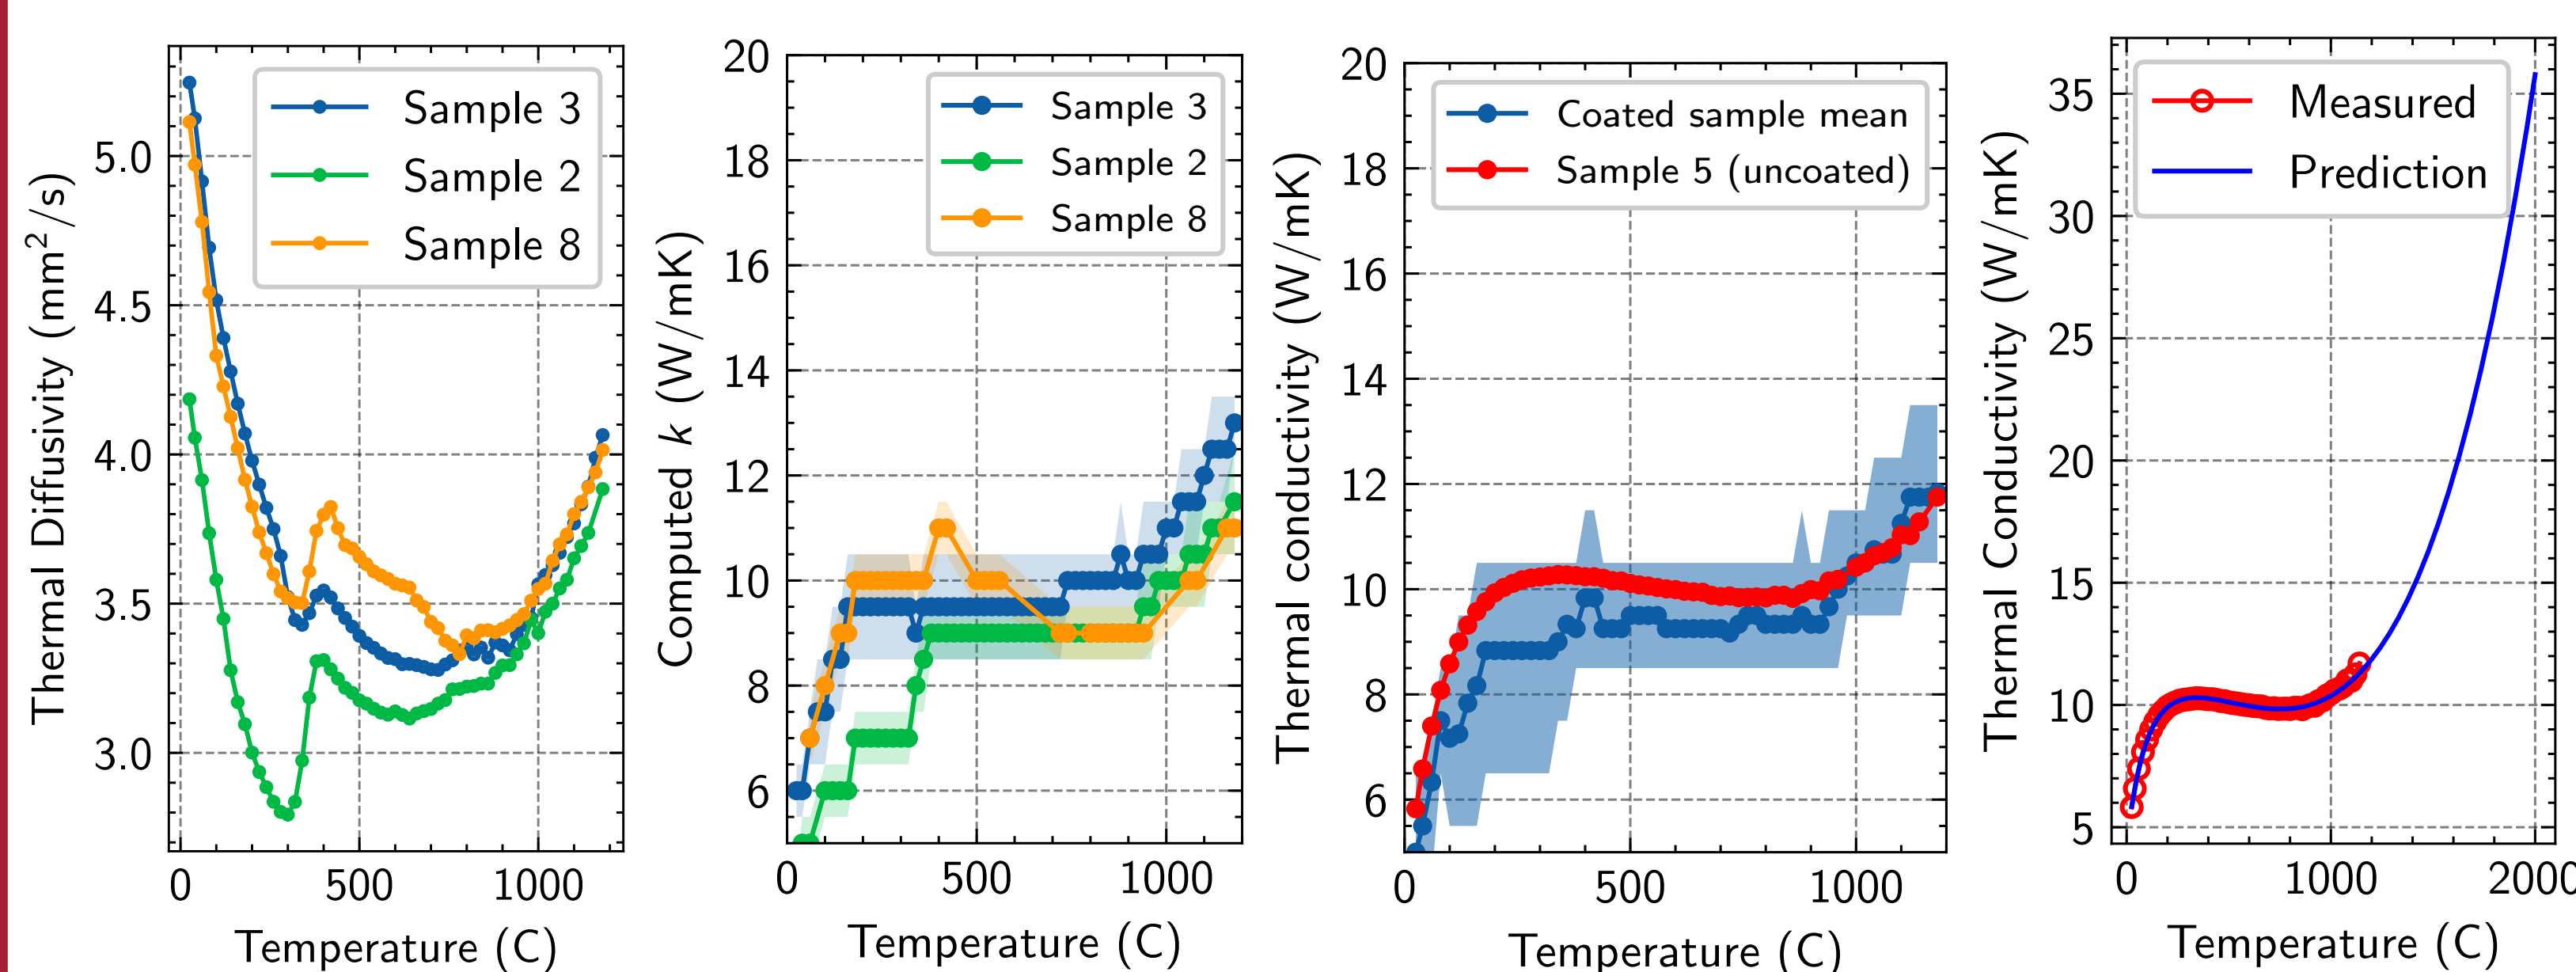 Thermal Diffusivity (mm²/s)
5.0
4.5
4.0
3.5
3.0
Sample 3
Sample 2
Sample 8
0 500 1000
Temperature (C)
Computed k (W/mK)
20
18
16
14
12
10
8
6
Sample 3
Sample 2
Sample 8
0 500 1000
Temperature (C)
Thermal conductivity (W/mK)
20
18
16
14
12
10
8
6
Coated sample mean
Sample 5 (uncoated)
0 500 1000
Temperature (C)
Thermal Conductivity (W/mK)
35
30
25
20
15
10
5
Measured
Prediction
0 1000 2000
Temperature (C)